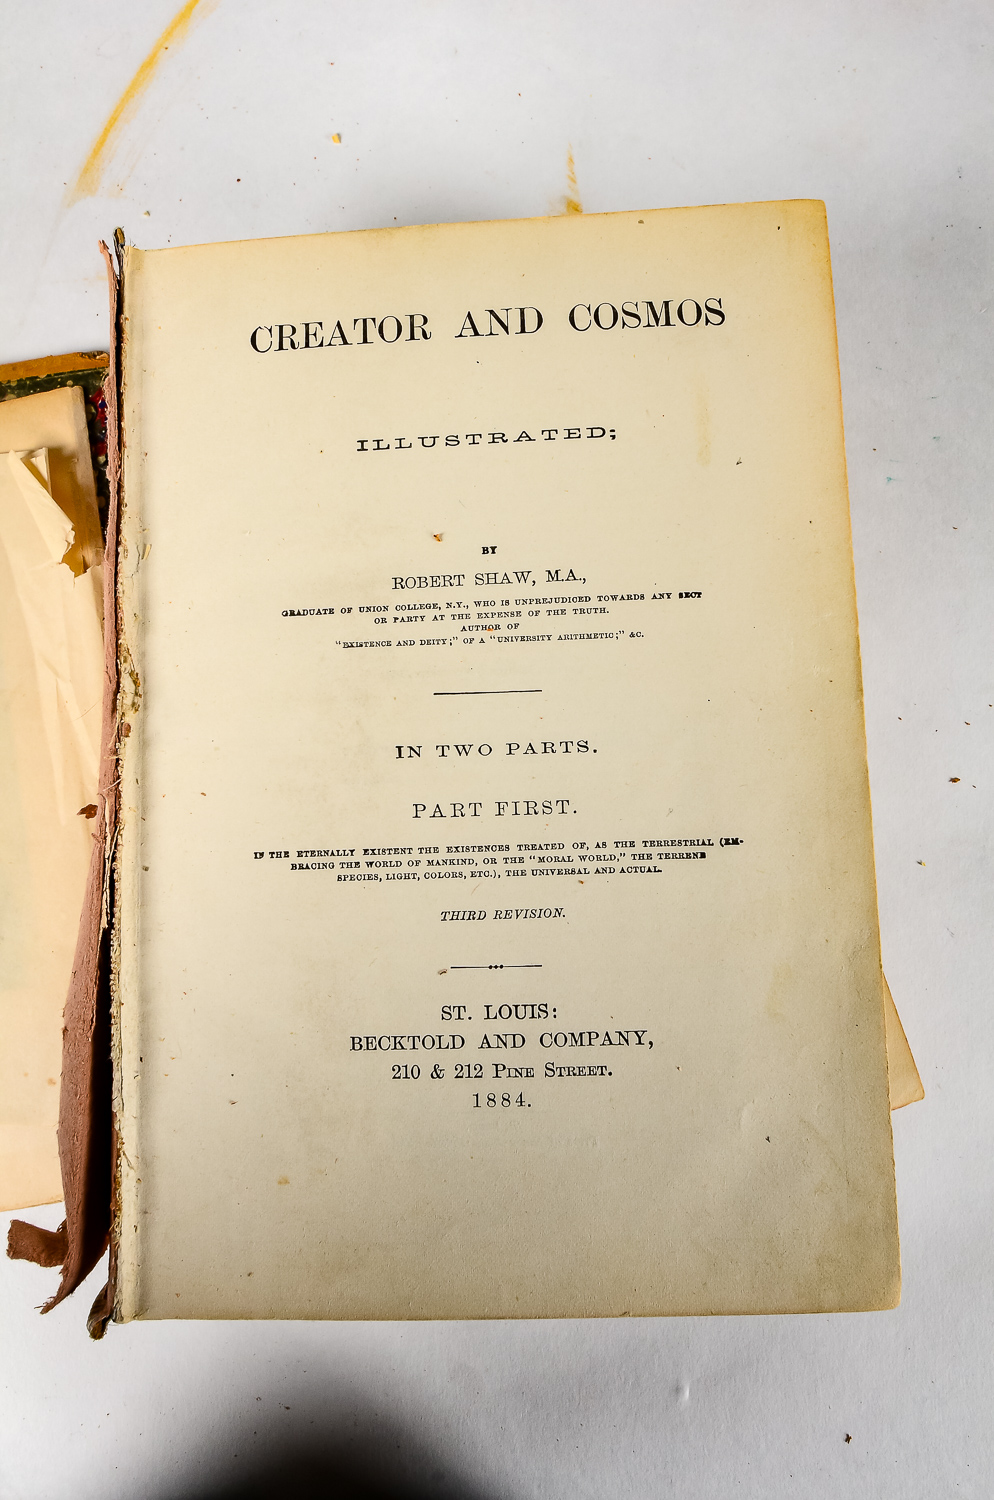 CREATOR AND COSMOS
ILLUSTRATED;
BY
ROBERT SHAW, M.A.,
GRADUATE OF UNION COLLEGE, N.Y., WHO IS UNPREJUDICED TOWARDS ANY SECT
OR PARTY AT THE EXPENSE OF THE TRUTH.
AUTHOR OF
"EXISTENCE AND DEITY;" OF A "UNIVERSITY ARITHMETIC;" &C.
IN TWO PARTS.
PART FIRST.
IN THE ETERNALLY EXISTENT THE EXISTENCES TREATED OF, AS THE TERRESTRIAL (EM-
BRACING THE WORLD OF MANKIND, OR THE "MORAL WORLD," THE TERRENE
SPECIES, LIGHT, COLORS, ETC.), THE UNIVERSAL AND ACTUAL.
THIRD REVISION.
ST. LOUIS:
BECKTOLD AND COMPANY,
210 & 212 PINE STREET.
1884.